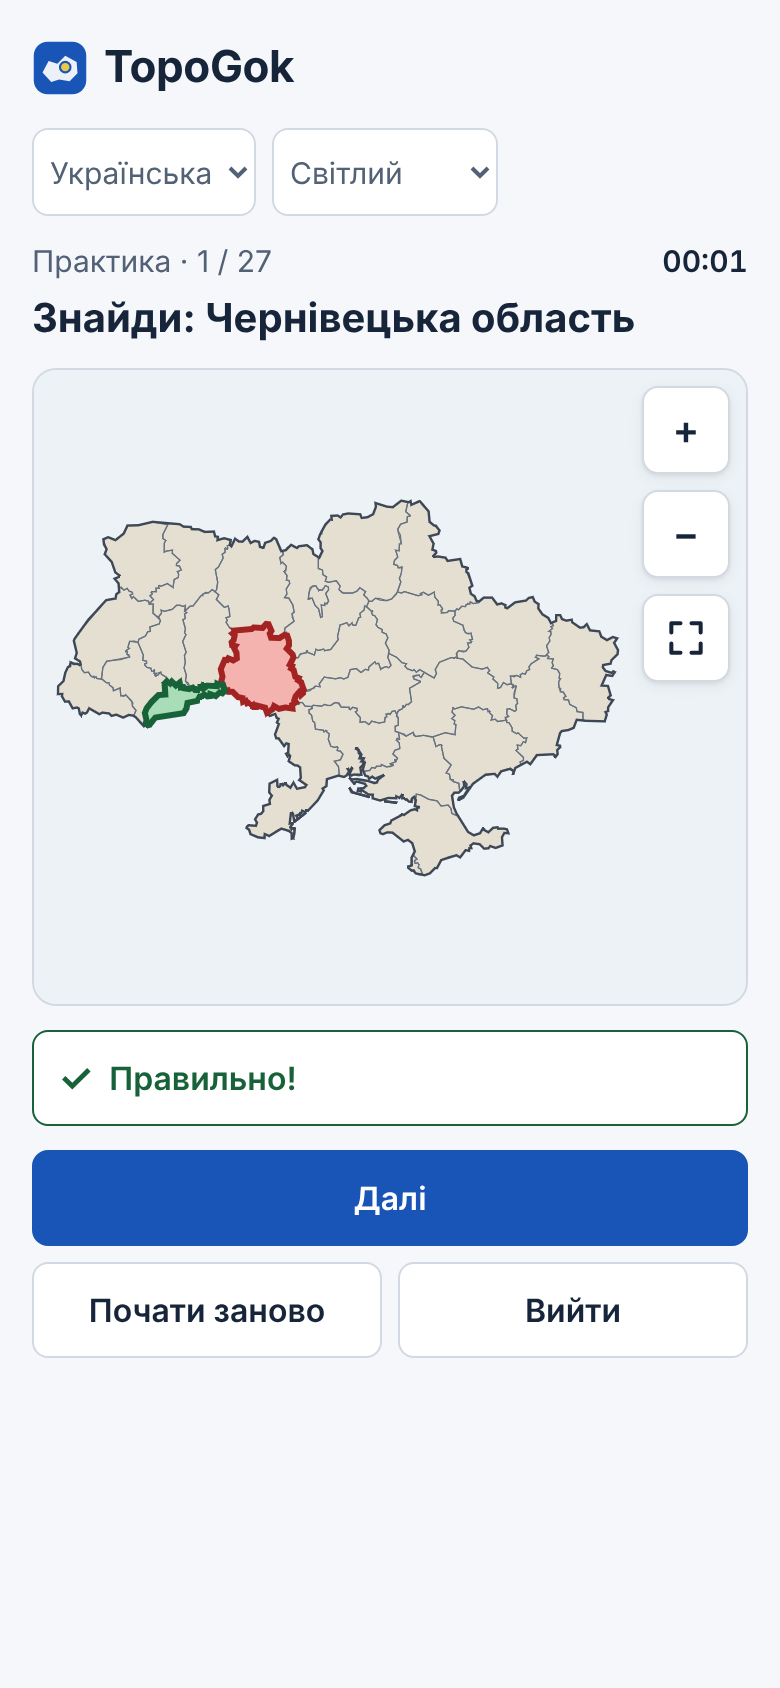 TopoGok
Українська
Світлий
Практика · 1 / 27
00:01
Знайди: Чернівецька область
+
−
Правильно!
Далі
Почати заново
Вийти